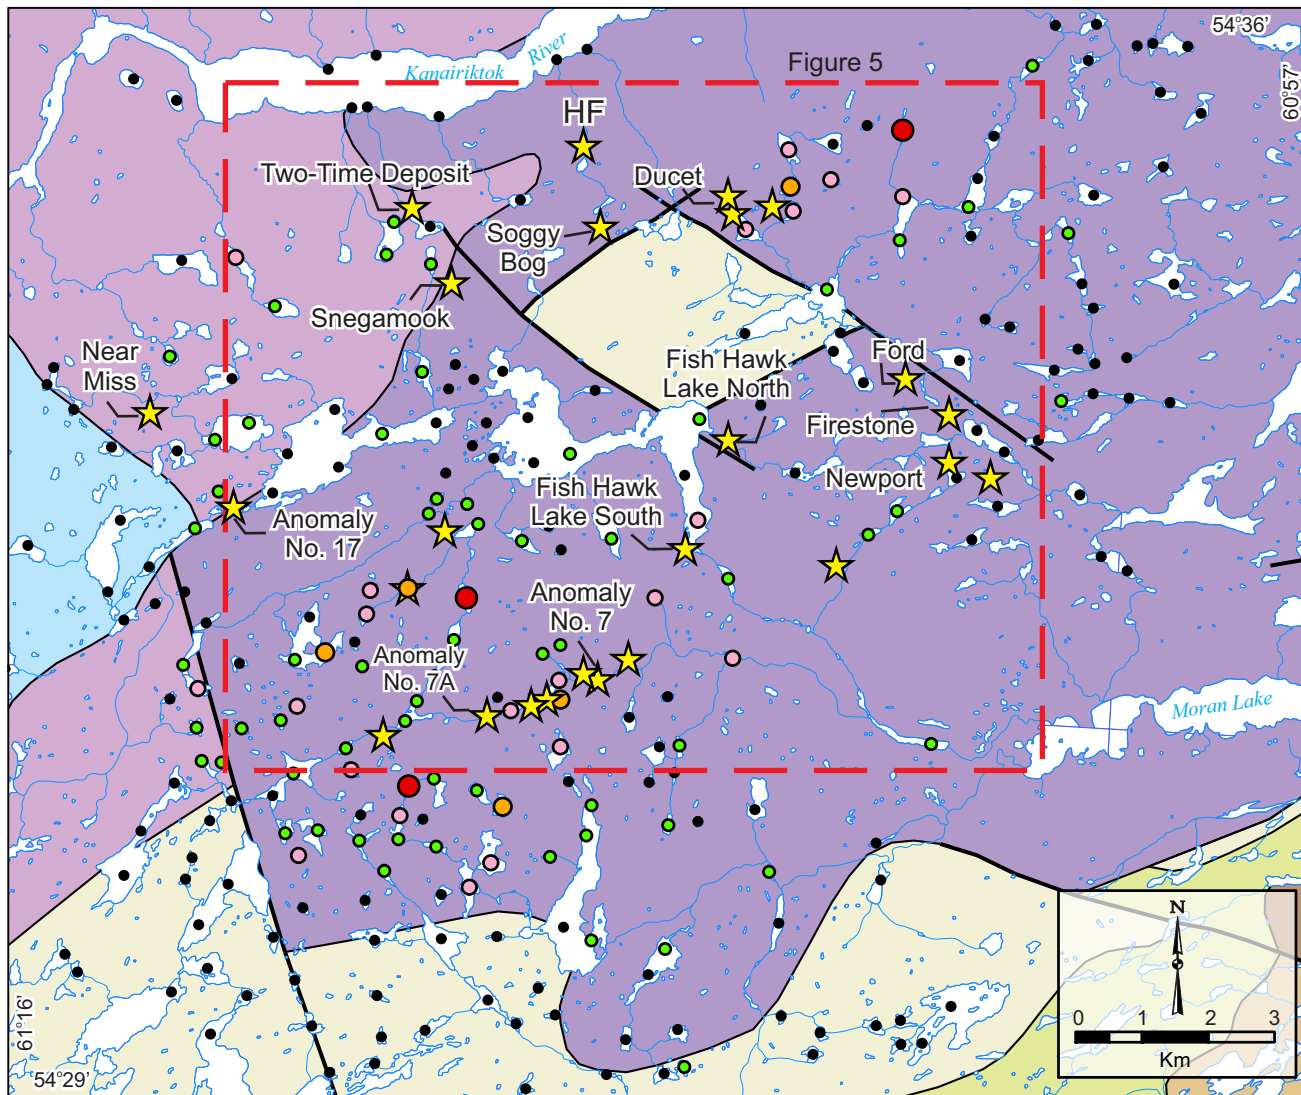 54°36'
60°57'
Kanairiktok River
Figure 5
HF
Two-Time Deposit
Ducet
Soggy
Bog
Snegamook
Near
Miss
Fish Hawk
Lake North
Ford
Firestone
Newport
Fish Hawk
Lake South
Anomaly
No. 17
Anomaly
No. 7
Anomaly
No. 7A
Moran Lake
N
0 1 2 3
Km
61°16'
54°29'